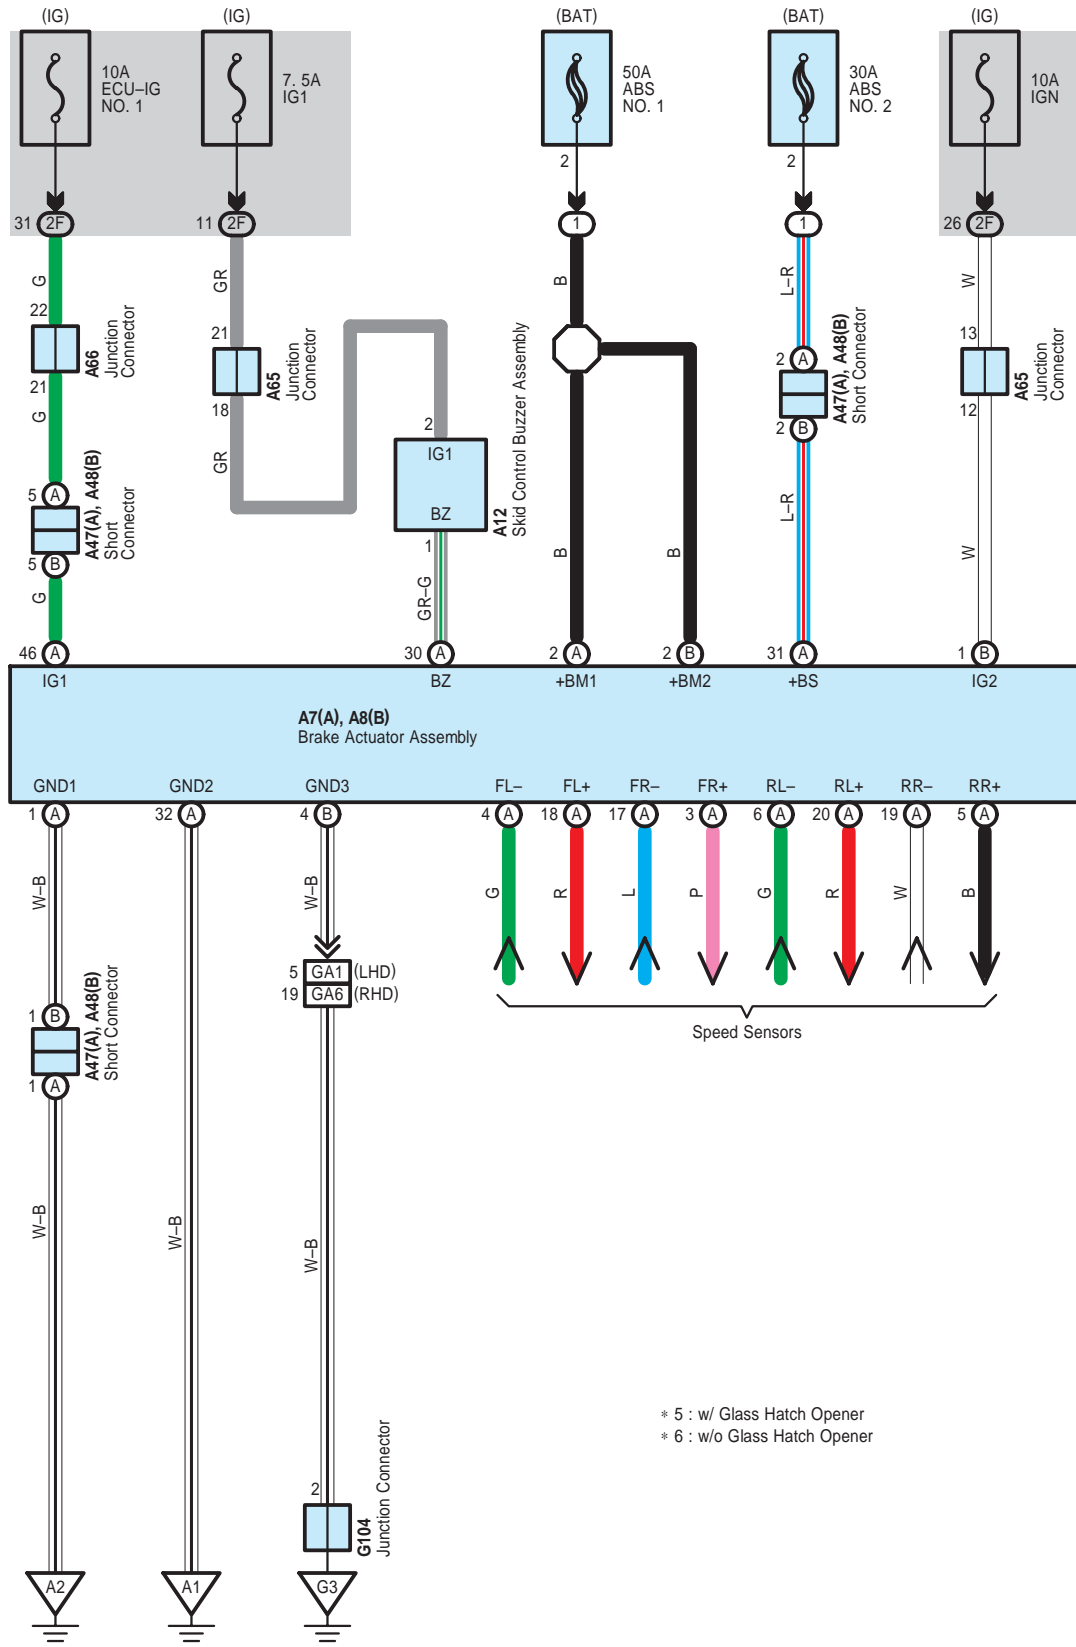 (IG)
(IG)
(BAT)
(BAT)
(IG)
10A
ECU–IG
NO. 1
7. 5A
IG1
50A
ABS
NO. 1
30A
ABS
NO. 2
10A
IGN
2
2
31 2F
11 2F
1
1
26 2F
G
GR
B
L–R
W
22
A66
Junction
Connector
21
21
A65
Junction
Connector
18
2 A
A47(A), A48(B)
Short Connector
2 B
13
A65
Junction
Connector
12
G
GR
2
IG1
BZ
A12
Skid Control Buzzer Assembly
1
5 A
A47(A), A48(B)
Short
Connector
5 B
G
GR–G
B
B
L–R
W
46 A
30 A
2 A
2 B
31 A
1 B
IG1
BZ
+BM1
+BM2
+BS
IG2
A7(A), A8(B)
Brake Actuator Assembly
GND1
GND2
GND3
FL–
FL+
FR–
FR+
RL–
RL+
RR–
RR+
1 A
32 A
4 B
4 A
18 A
17 A
3 A
6 A
20 A
19 A
5 A
W–B
W–B
G
R
L
P
G
R
W
B
5 GA1 (LHD)
19 GA6 (RHD)
Speed Sensors
1 B
A47(A), A48(B)
Short Connector
1 A
W–B
W–B
W–B
∗ 5 : w/ Glass Hatch Opener
∗ 6 : w/o Glass Hatch Opener
2
G104
Junction Connector
A2
A1
G3